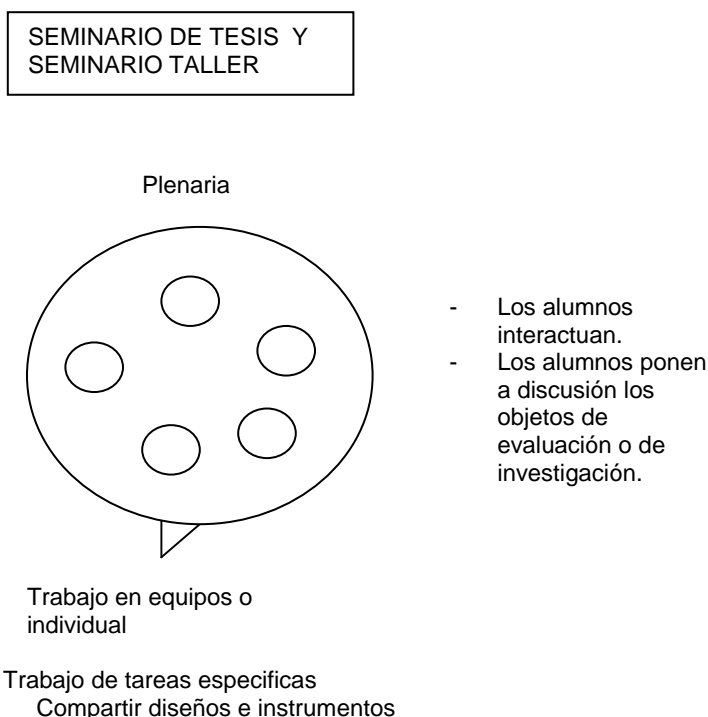 SEMINARIO DE TESIS Y
SEMINARIO TALLER
Plenaria
- Los alumnos
interactuan.
- Los alumnos ponen
a discusión los
objetos de
evaluación o de
investigación.
Trabajo en equipos o
individual
Trabajo de tareas especificas
Compartir diseños e instrumentos